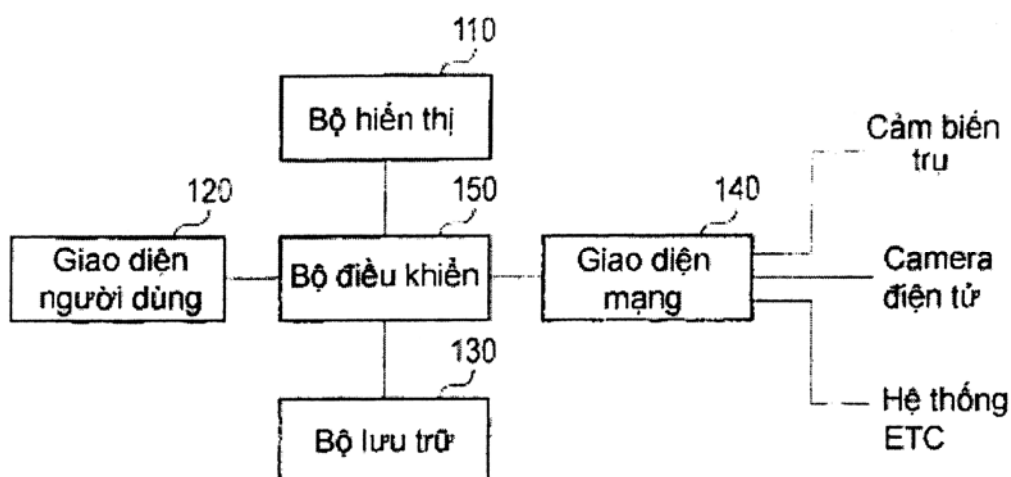 110
Bộ hiển thị
Cảm biến
trụ
120
150
140
Giao diện
người dùng
Bộ điều khiển
Giao diện
mạng
Camera
điện tử
130
Bộ lưu trữ
Hệ thống
ETC